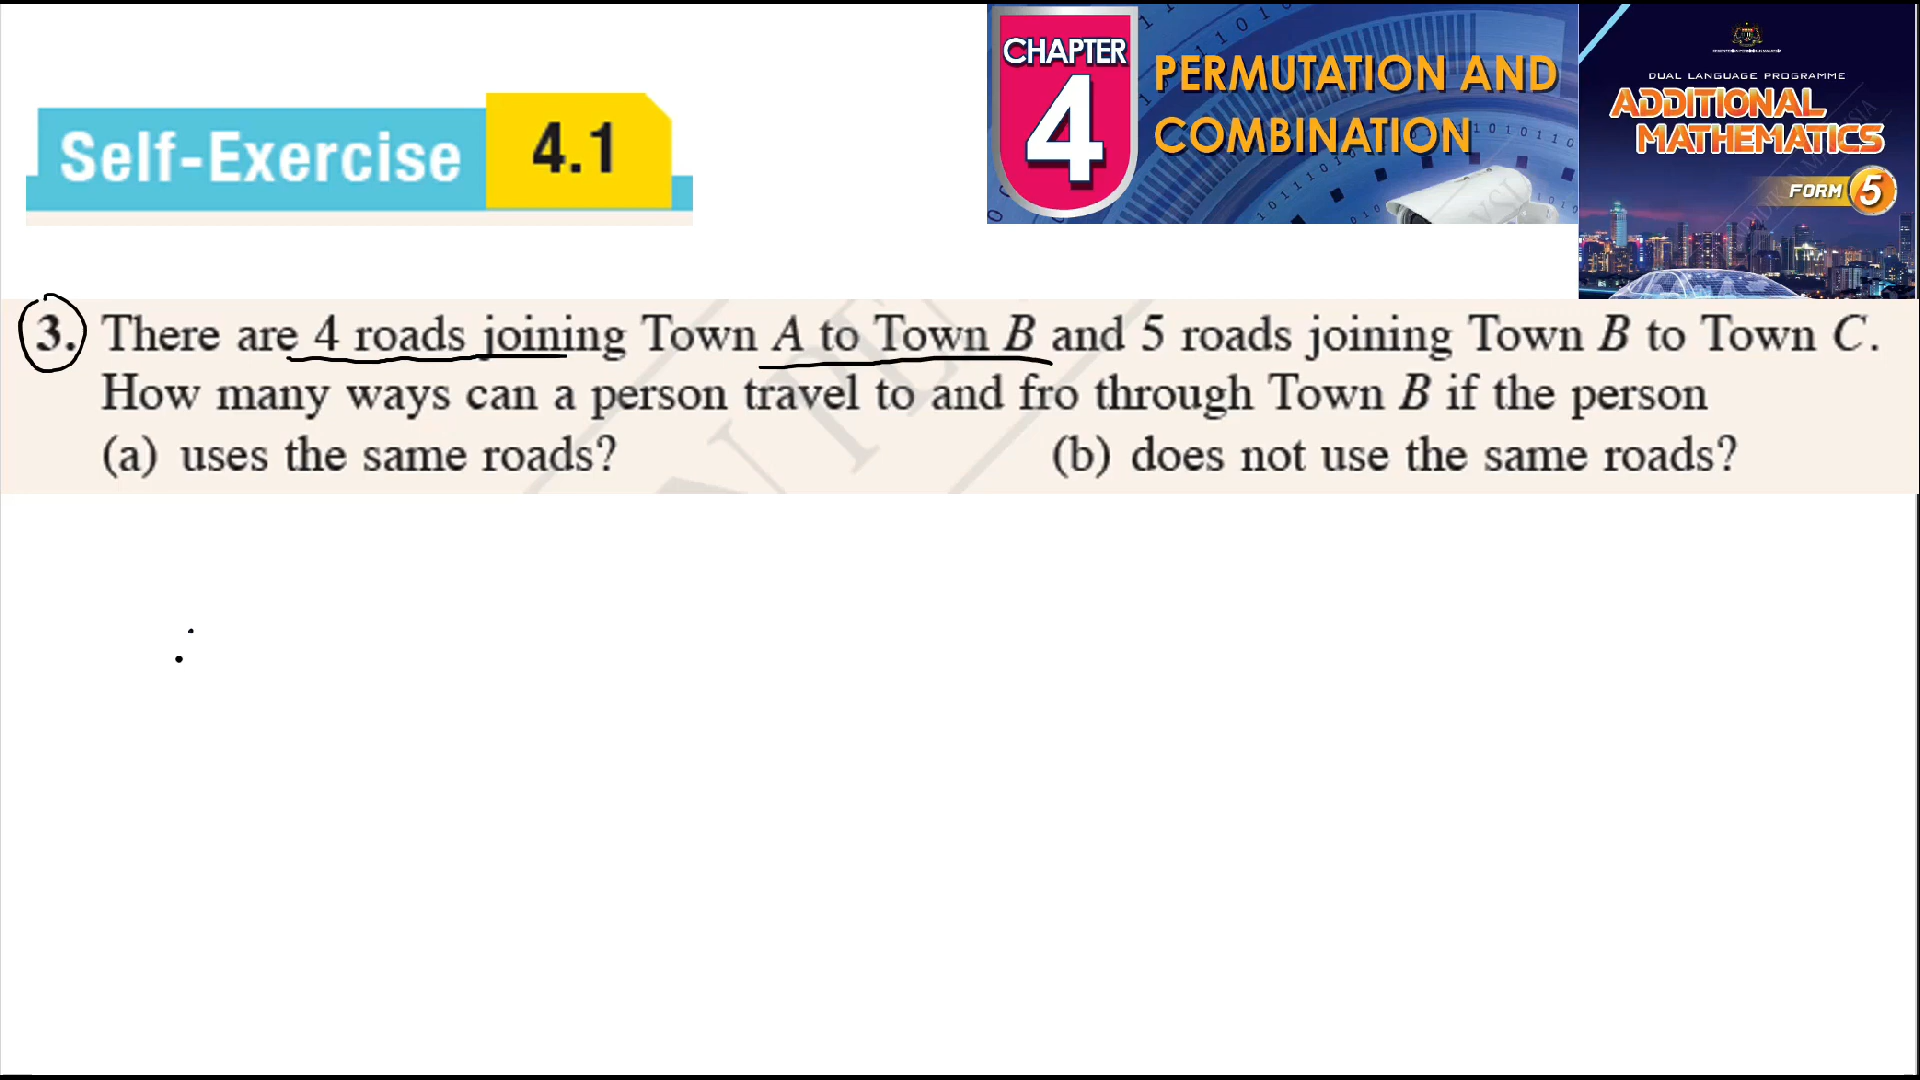 CHAPTER
4
PERMUTATION AND
COMBINATION
DUAL LANGUAGE PROGRAMME
ADDITIONAL
MATHEMATICS
FORM 5
Self-Exercise 4.1
3. There are 4 roads joining Town A to Town B and 5 roads joining Town B to Town C.
How many ways can a person travel to and fro through Town B if the person
(a) uses the same roads? (b) does not use the same roads?